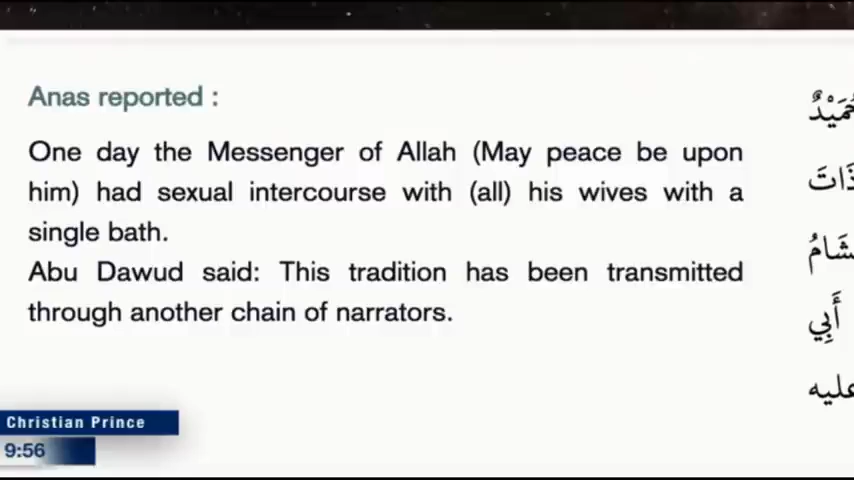 Anas reported :
One day the Messenger of Allah (May peace be upon
him) had sexual intercourse with (all) his wives with a
single bath.
Abu Dawud said: This tradition has been transmitted
through another chain of narrators.
حُمَيْدٌ
ذَاتَ
أَبِي
عليه
Christian Prince
9:56